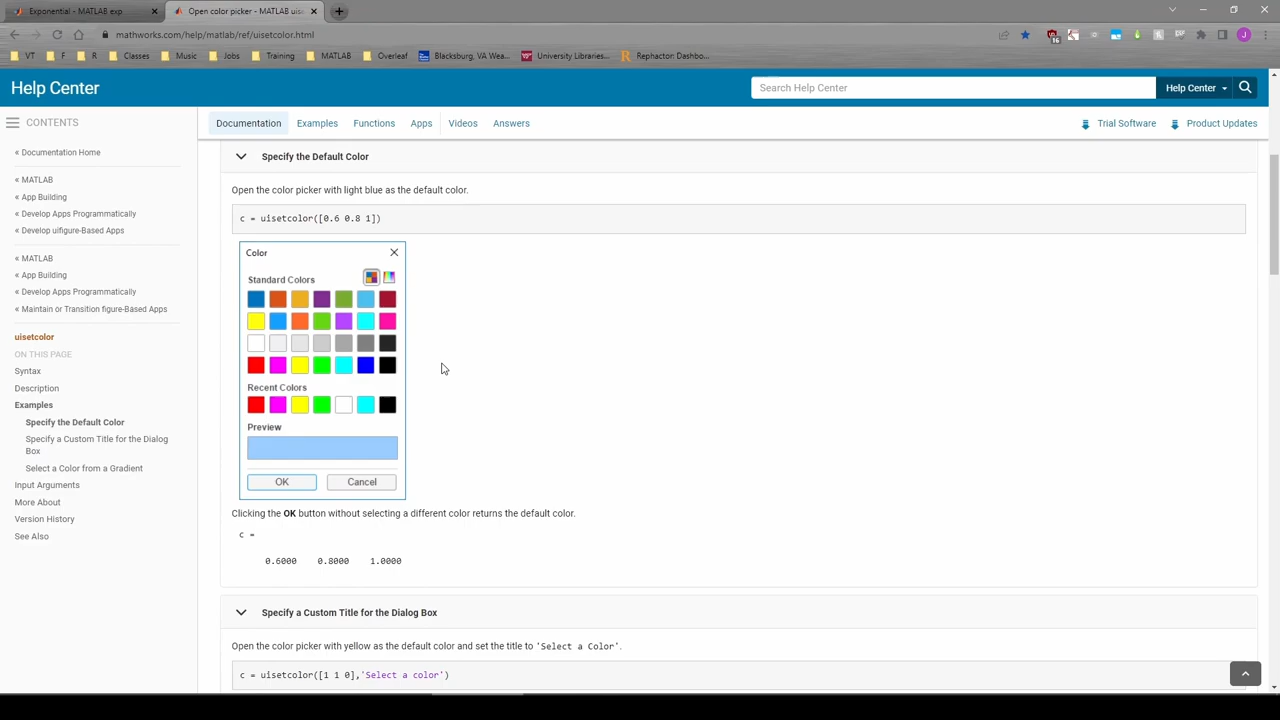 Exponential - MATLAB exp
Open color picker - MATLAB uise
mathworks.com/help/matlab/ref/uisetcolor.html
VT F R Classes Music Jobs Training MATLAB Overleaf Blacksburg, VA Wea... University Libraries... Rephactor: Dashbo...
16
J
Help Center
Search Help Center
Help Center
CONTENTS
Documentation Examples Functions Apps Videos Answers Trial Software Product Updates
« Documentation Home
« MATLAB
« App Building
« Develop Apps Programmatically
« Develop uifigure-Based Apps
« MATLAB
« App Building
« Develop Apps Programmatically
« Maintain or Transition figure-Based Apps
uisetcolor
ON THIS PAGE
Syntax
Description
Examples
Specify the Default Color
Specify a Custom Title for the Dialog
Box
Select a Color from a Gradient
Input Arguments
More About
Version History
See Also
Specify the Default Color
Open the color picker with light blue as the default color.
c = uisetcolor([0.6 0.8 1])
Color
Standard Colors
Recent Colors
Preview
OK Cancel
Clicking the OK button without selecting a different color returns the default color.
c =
0.6000 0.8000 1.0000
Specify a Custom Title for the Dialog Box
Open the color picker with yellow as the default color and set the title to 'Select a Color'.
c = uisetcolor([1 1 0],'Select a color')